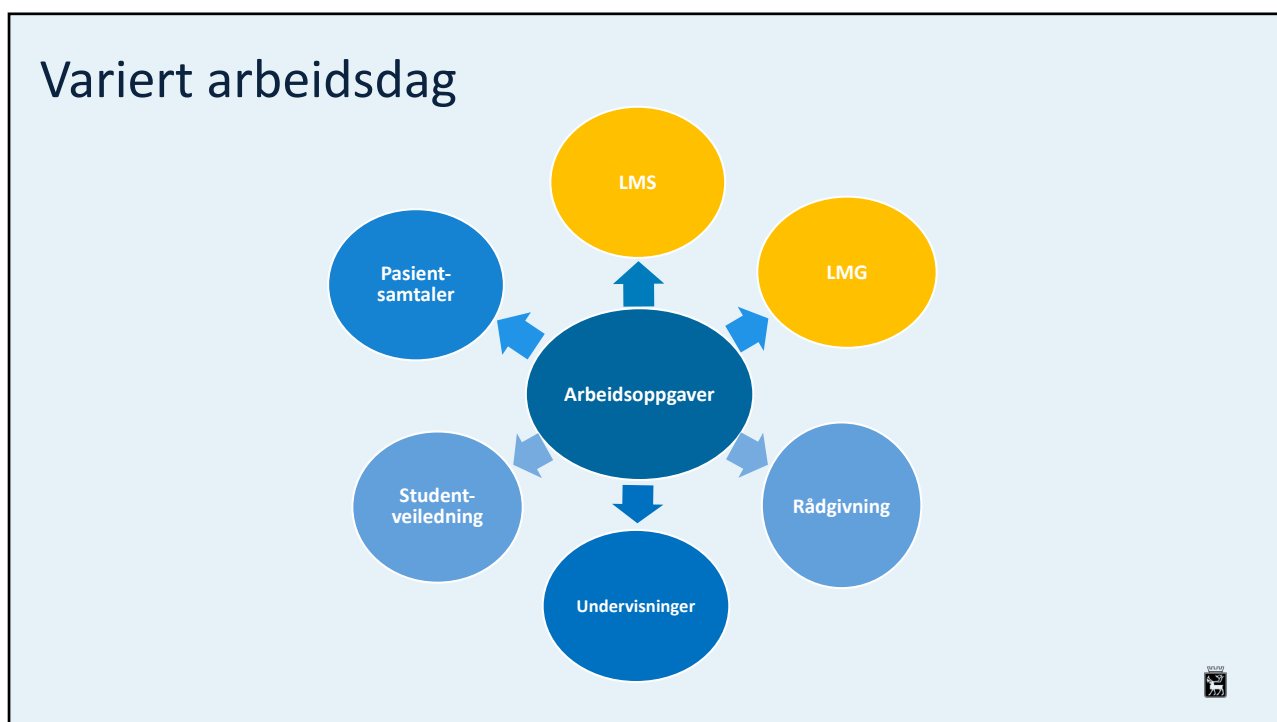 Variert arbeidsdag
LMS
LMG
Pasient-
samtaler
Arbeidsoppgaver
Student-
veiledning
Rådgivning
Undervisninger